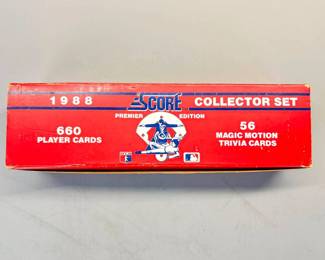 1988 SCORE COLLECTOR SET
PREMIER EDITION
660
PLAYER CARDS
56
MAGIC MOTION
TRIVIA CARDS